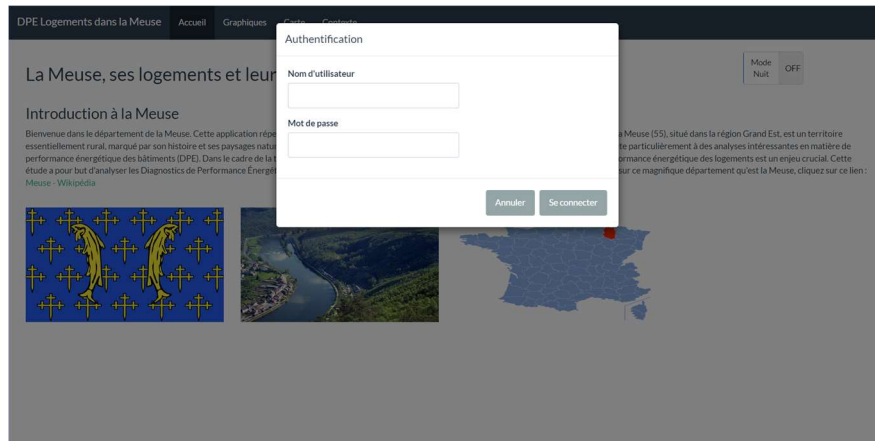 DPE Logements dans la Meuse Accueil Graphiques Carte Contexte
Authentification
Nom d'utilisateur
Mot de passe
Annuler Se connecter
La Meuse, ses logements et leur
Mode Nuit OFF
Introduction à la Meuse
Bienvenue dans le département de la Meuse. Cette application répe a Meuse (55), situé dans la région Grand Est, est un territoire
essentiellement rural, marqué par son histoire et ses paysages natu te particulièrement à des analyses intéressantes en matière de
performance énergétique des bâtiments (DPE). Dans le cadre de la t ormance énergétique des logements est un enjeu crucial. Cette
étude a pour but d'analyser les Diagnostics de Performance Énergét sur ce magnifique département qu'est la Meuse, cliquez sur ce lien :
Meuse - Wikipédia